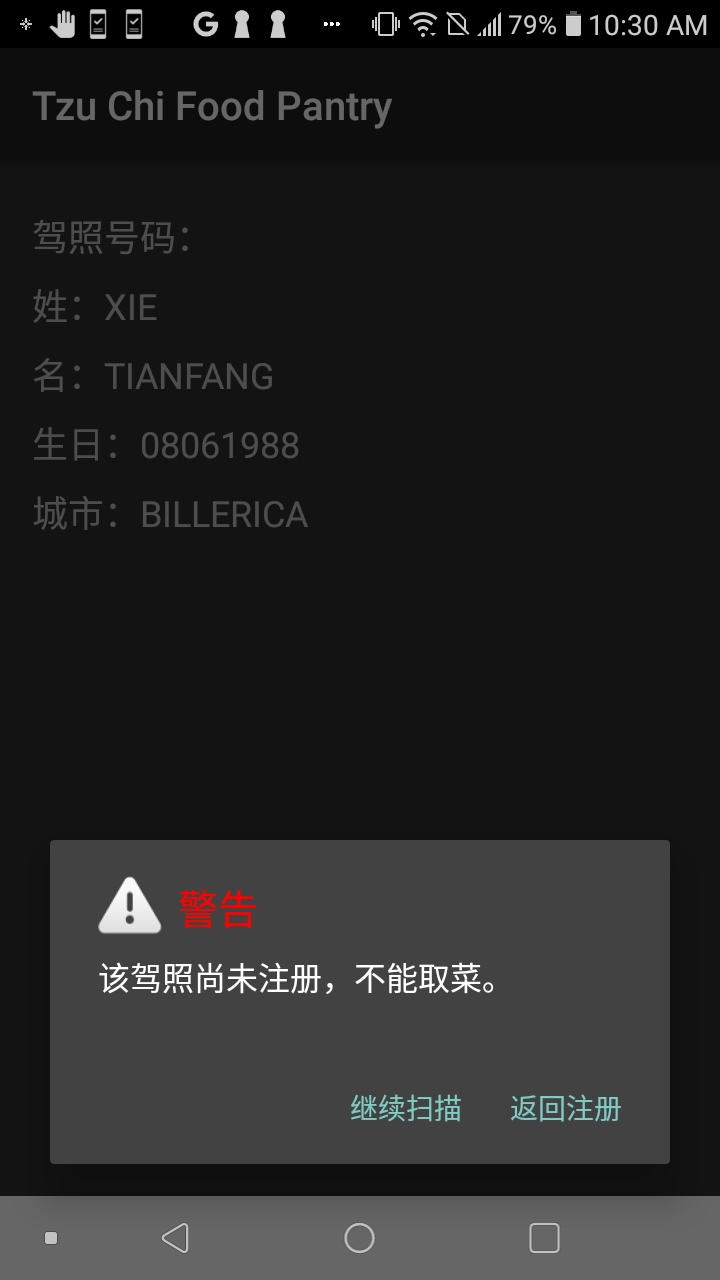 79% 10:30 AM
Tzu Chi Food Pantry
驾照号码：
姓：XIE
名：TIANFANG
生日：08061988
城市：BILLERICA
警告
该驾照尚未注册，不能取菜。
继续扫描 返回注册